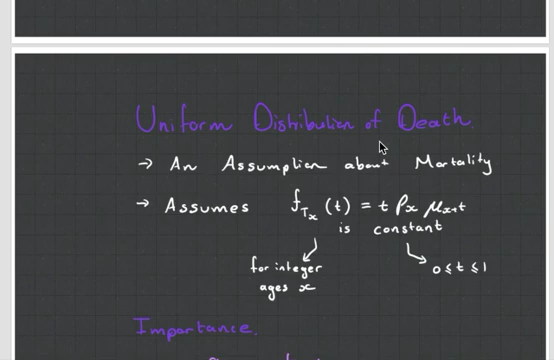 Uniform Distribution of Death.
→ An Assumption about Mortality
→ Assumes f_{T_x}(t) = t P_x μ_{x+t}
is constant
for integer
ages x
0 ≤ t ≤ 1
Importance.